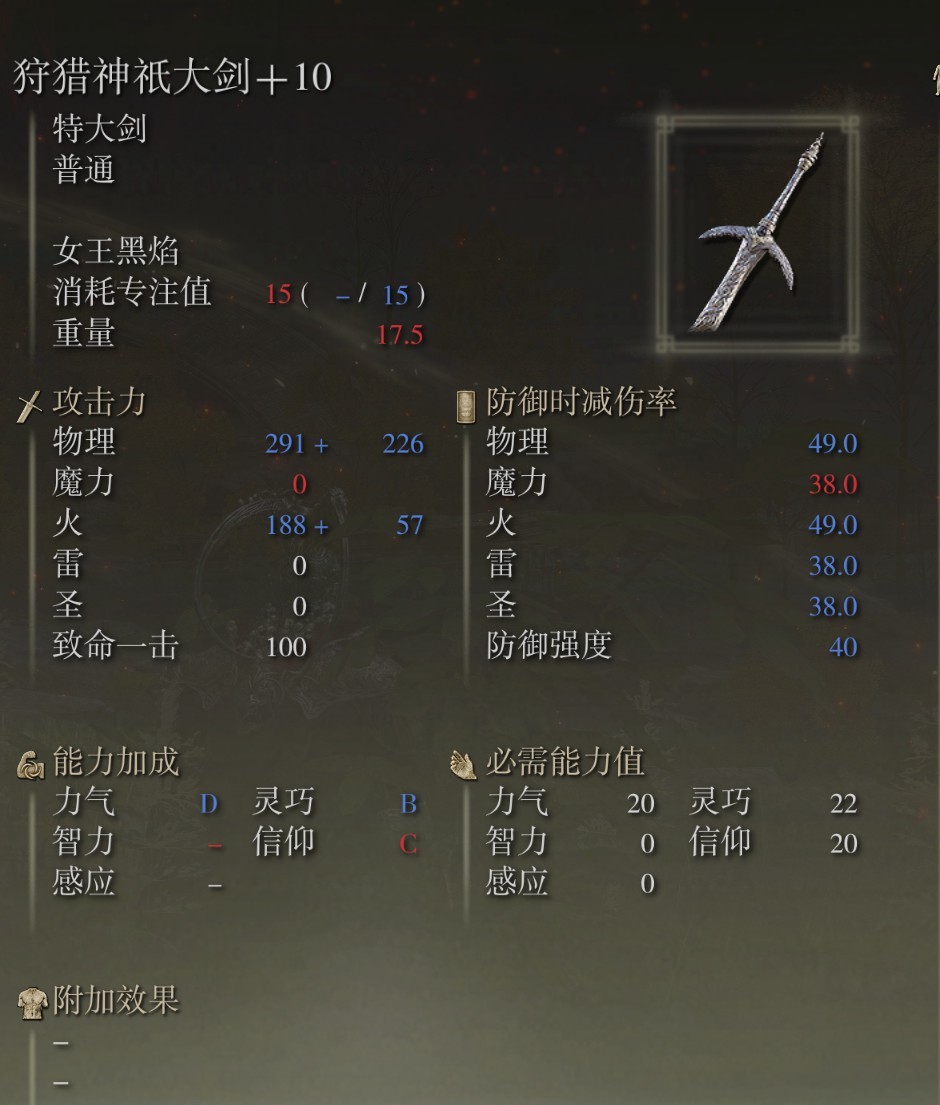 狩猎神祇大剑+10
特大剑
普通
女王黑焰
消耗专注值 15 ( – / 15 )
重量 17.5
攻击力
物理 291 + 226
魔力 0
火 188 + 57
雷 0
圣 0
致命一击 100
防御时减伤率
物理 49.0
魔力 38.0
火 49.0
雷 38.0
圣 38.0
防御强度 40
能力加成
力气 D 灵巧 B
智力 – 信仰 C
感应 –
必需能力值
力气 20 灵巧 22
智力 0 信仰 20
感应 0
附加效果
–
–